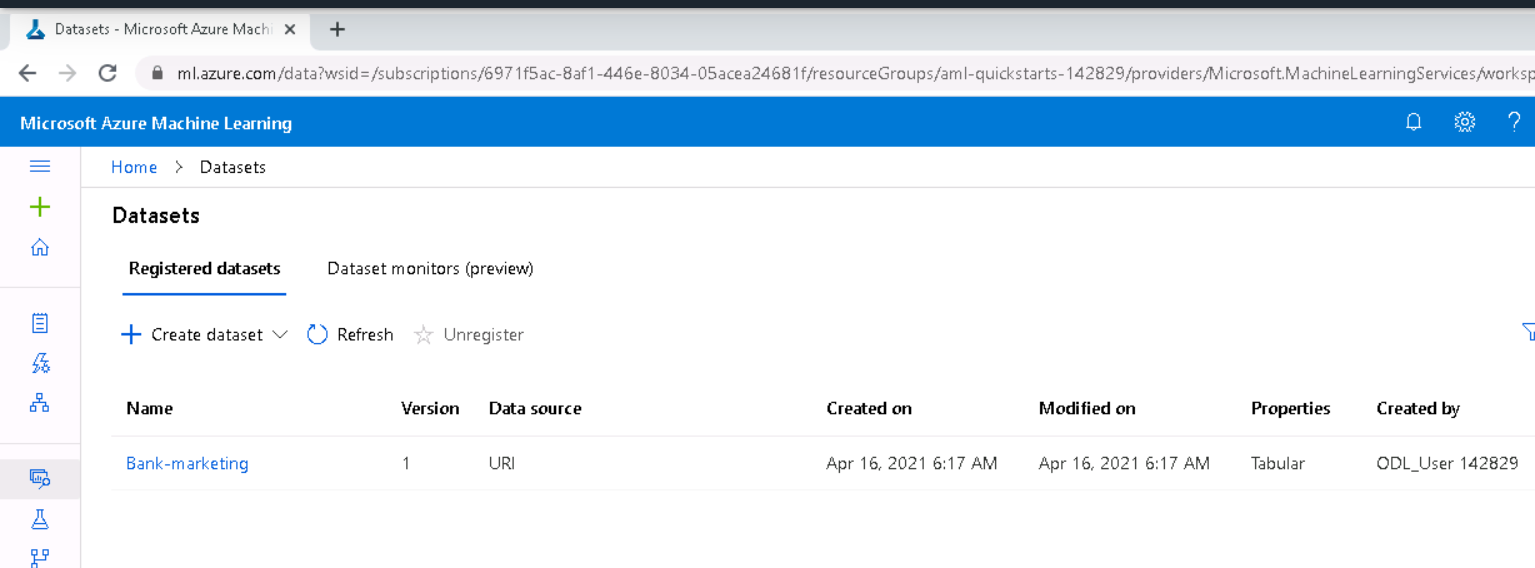 Datasets - Microsoft Azure Machi
ml.azure.com/data?wsid=/subscriptions/6971f5ac-8af1-446e-8034-05acea24681f/resourceGroups/aml-quickstarts-142829/providers/Microsoft.MachineLearningServices/worksp
Microsoft Azure Machine Learning
Home > Datasets
Datasets
Registered datasets Dataset monitors (preview)
Create dataset Refresh Unregister
Name Version Data source Created on Modified on Properties Created by
Bank-marketing 1 URI Apr 16, 2021 6:17 AM Apr 16, 2021 6:17 AM Tabular ODL_User 142829